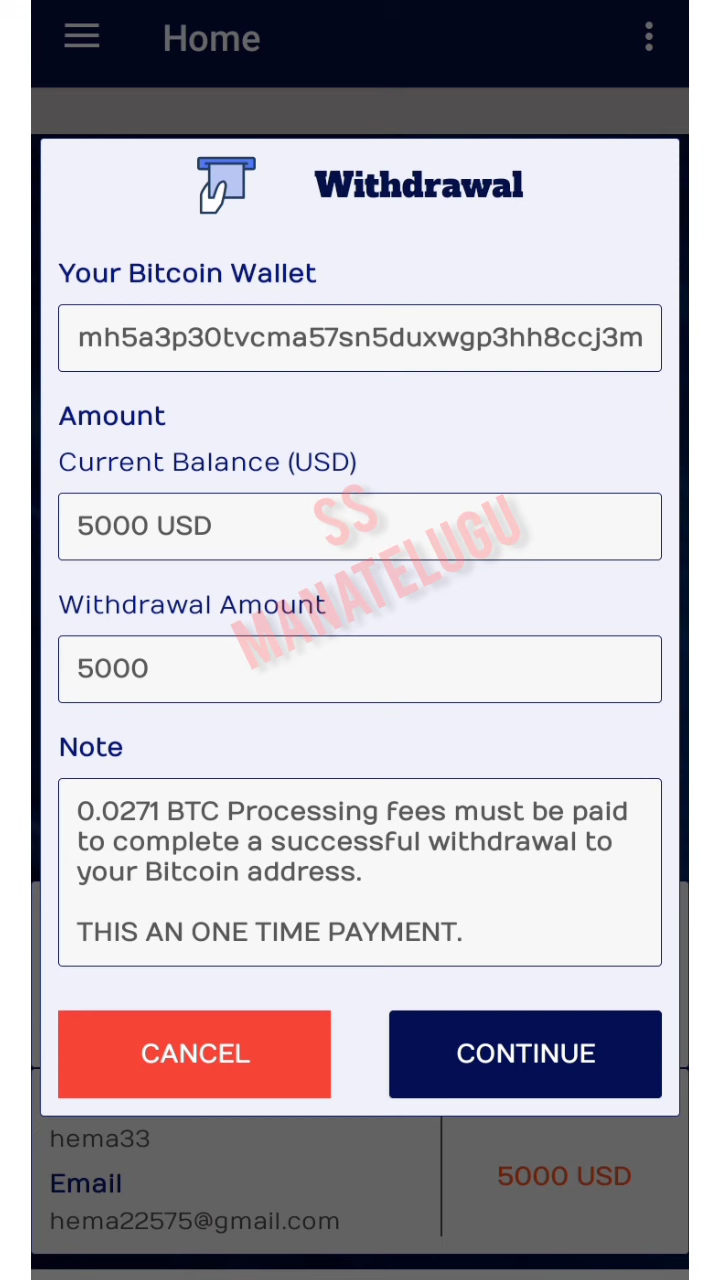 Home
Withdrawal
Your Bitcoin Wallet
mh5a3p30tvcma57sn5duxwgp3hh8ccj3m
Amount
Current Balance (USD)
5000 USD
SS
MANATELUGU
Withdrawal Amount
5000
Note
0.0271 BTC Processing fees must be paid
to complete a successful withdrawal to
your Bitcoin address.
THIS AN ONE TIME PAYMENT.
CANCEL
CONTINUE
hema33
Email
5000 USD
hema22575@gmail.com